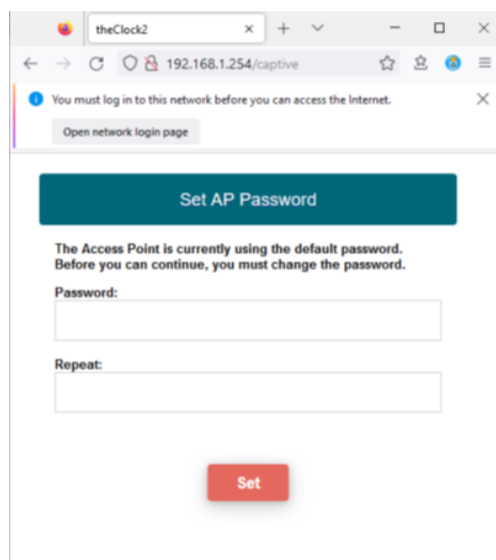 theClock2
192.168.1.254/captive
You must log in to this network before you can access the Internet.
Open network login page
Set AP Password
The Access Point is currently using the default password.
Before you can continue, you must change the password.
Password:
Repeat:
Set